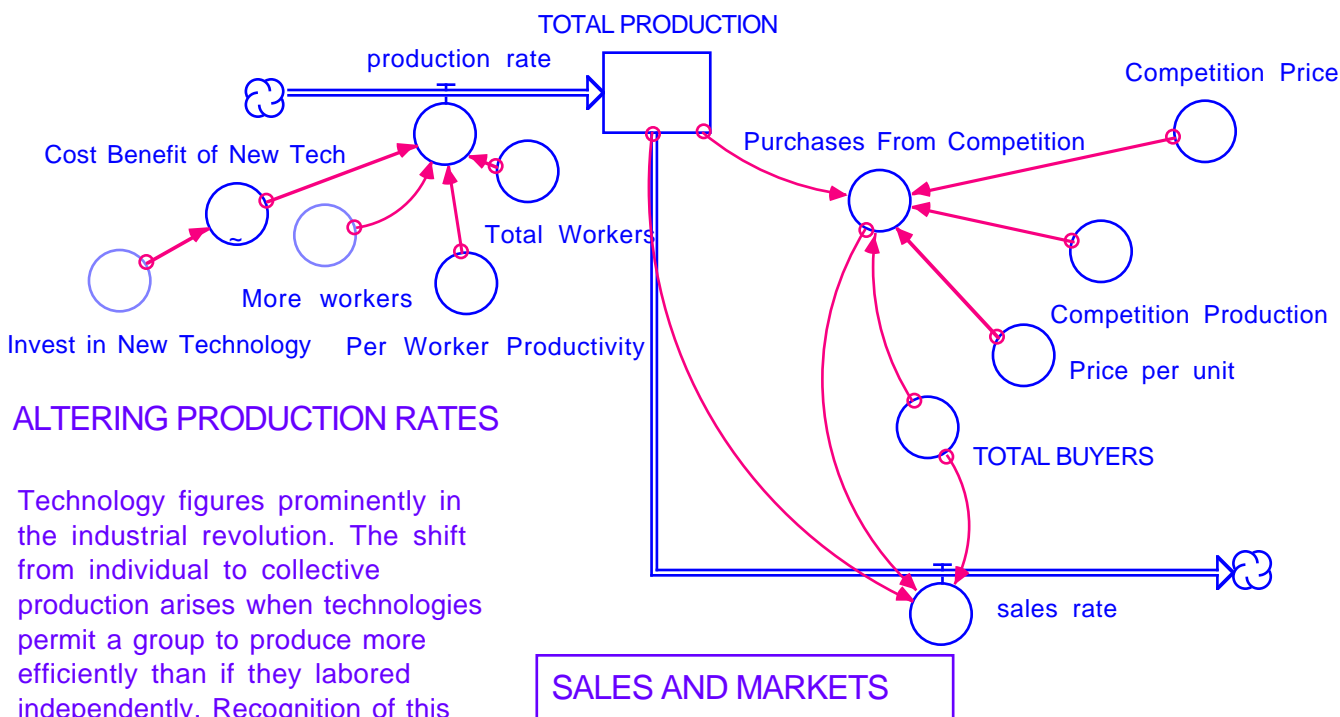 TOTAL PRODUCTION
production rate
Competition Price
Cost Benefit of New Tech
Purchases From Competition
Total Workers
More workers
Invest in New Technology
Per Worker Productivity
Competition Production
Price per unit
TOTAL BUYERS
sales rate
~
ALTERING PRODUCTION RATES
Technology figures prominently in
the industrial revolution. The shift
from individual to collective
production arises when technologies
permit a group to produce more
efficiently than if they labored
independently. Recognition of this
SALES AND MARKETS